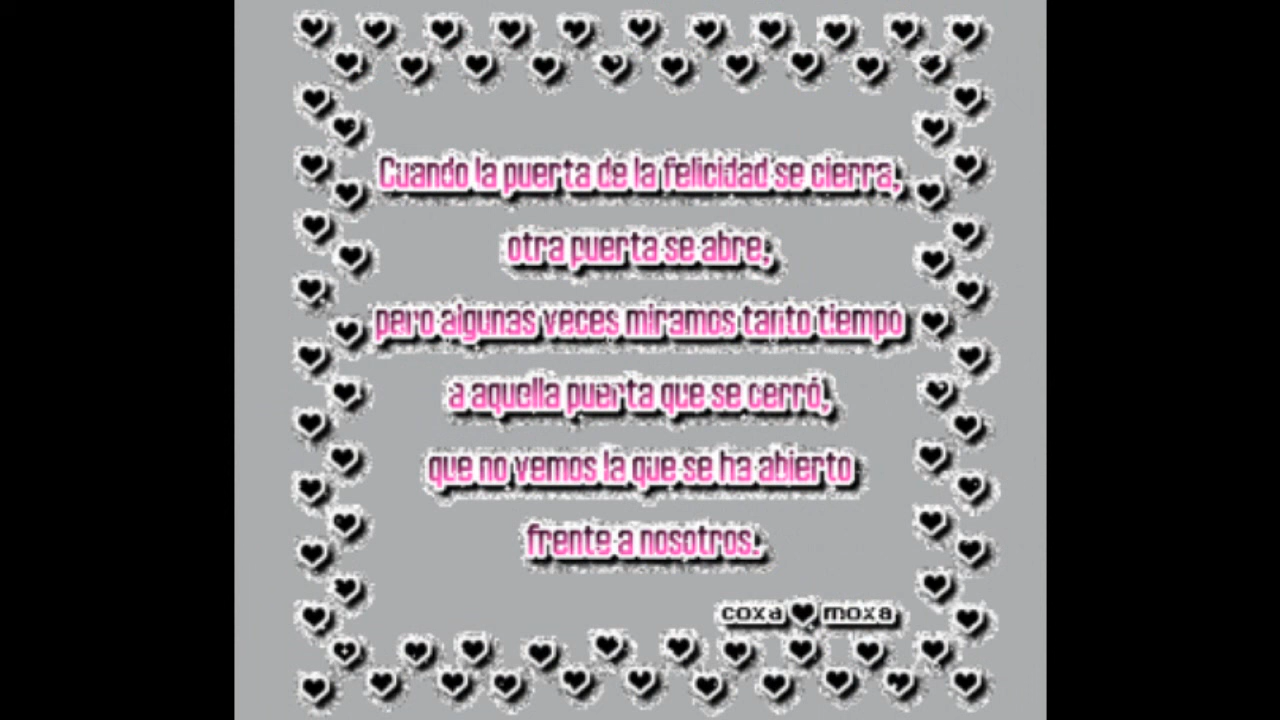 Cuando la puerta de la felicidad se cierra,
otra puerta se abre,
pero algunas veces miramos tanto tiempo
a aquella puerta que se cerró,
que no vemos la que se ha abierto
frente a nosotros.
coxa moxa